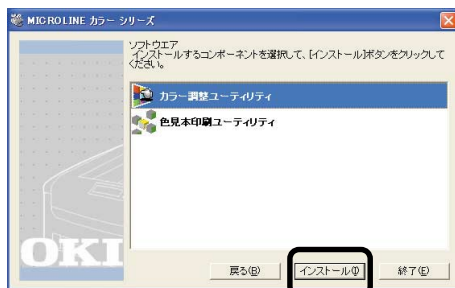 MICROLINE カラー シリーズ
ソフトウエア
インストールするコンポーネントを選択して、[インストール]ボタンをクリックして
ください。
カラー調整ユーティリティ
色見本印刷ユーティリティ
OKI
戻る(B)
インストール(I)
終了(E)